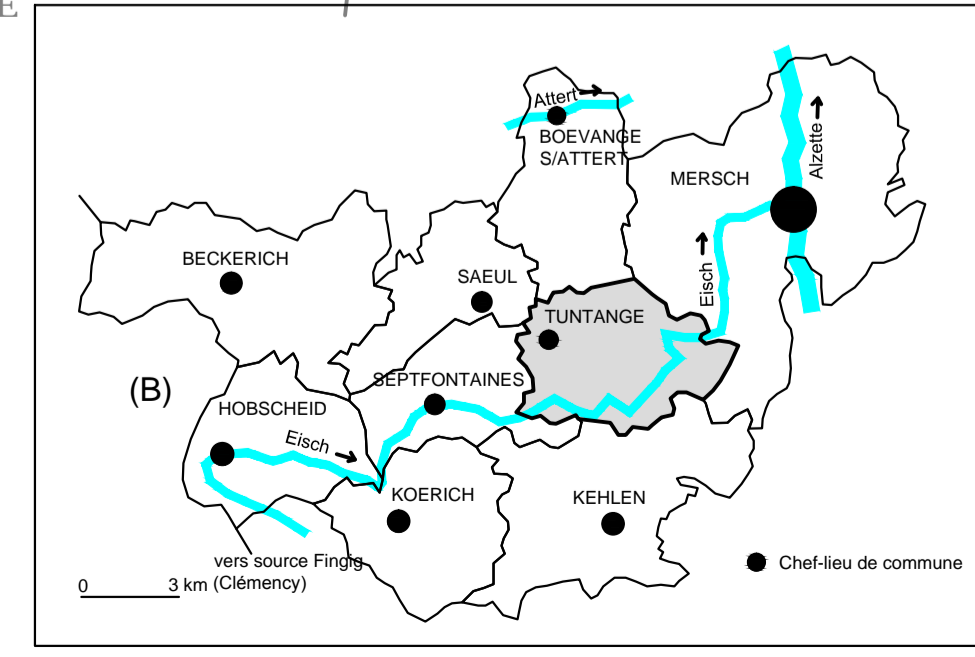 E
Attert
BOEVANGE
S/ATTERT
Alzette
MERSCH
BECKERICH
SAEUL
Eisch
TUNTANGE
(B)
SEPTFONTAINES
HOBSCHEID
Eisch
KOERICH
KEHLEN
vers source Fingig
(Clémency)
0 3 km
Chef-lieu de commune